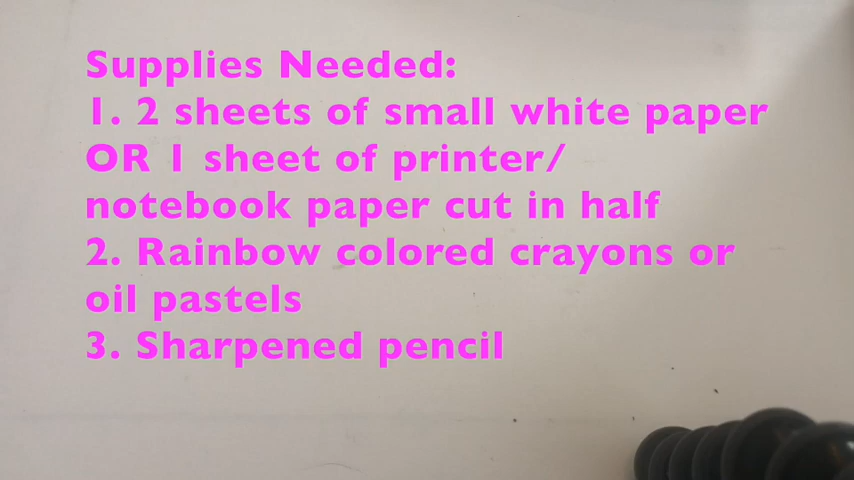 Supplies Needed:
1. 2 sheets of small white paper
OR 1 sheet of printer/
notebook paper cut in half
2. Rainbow colored crayons or
oil pastels
3. Sharpened pencil